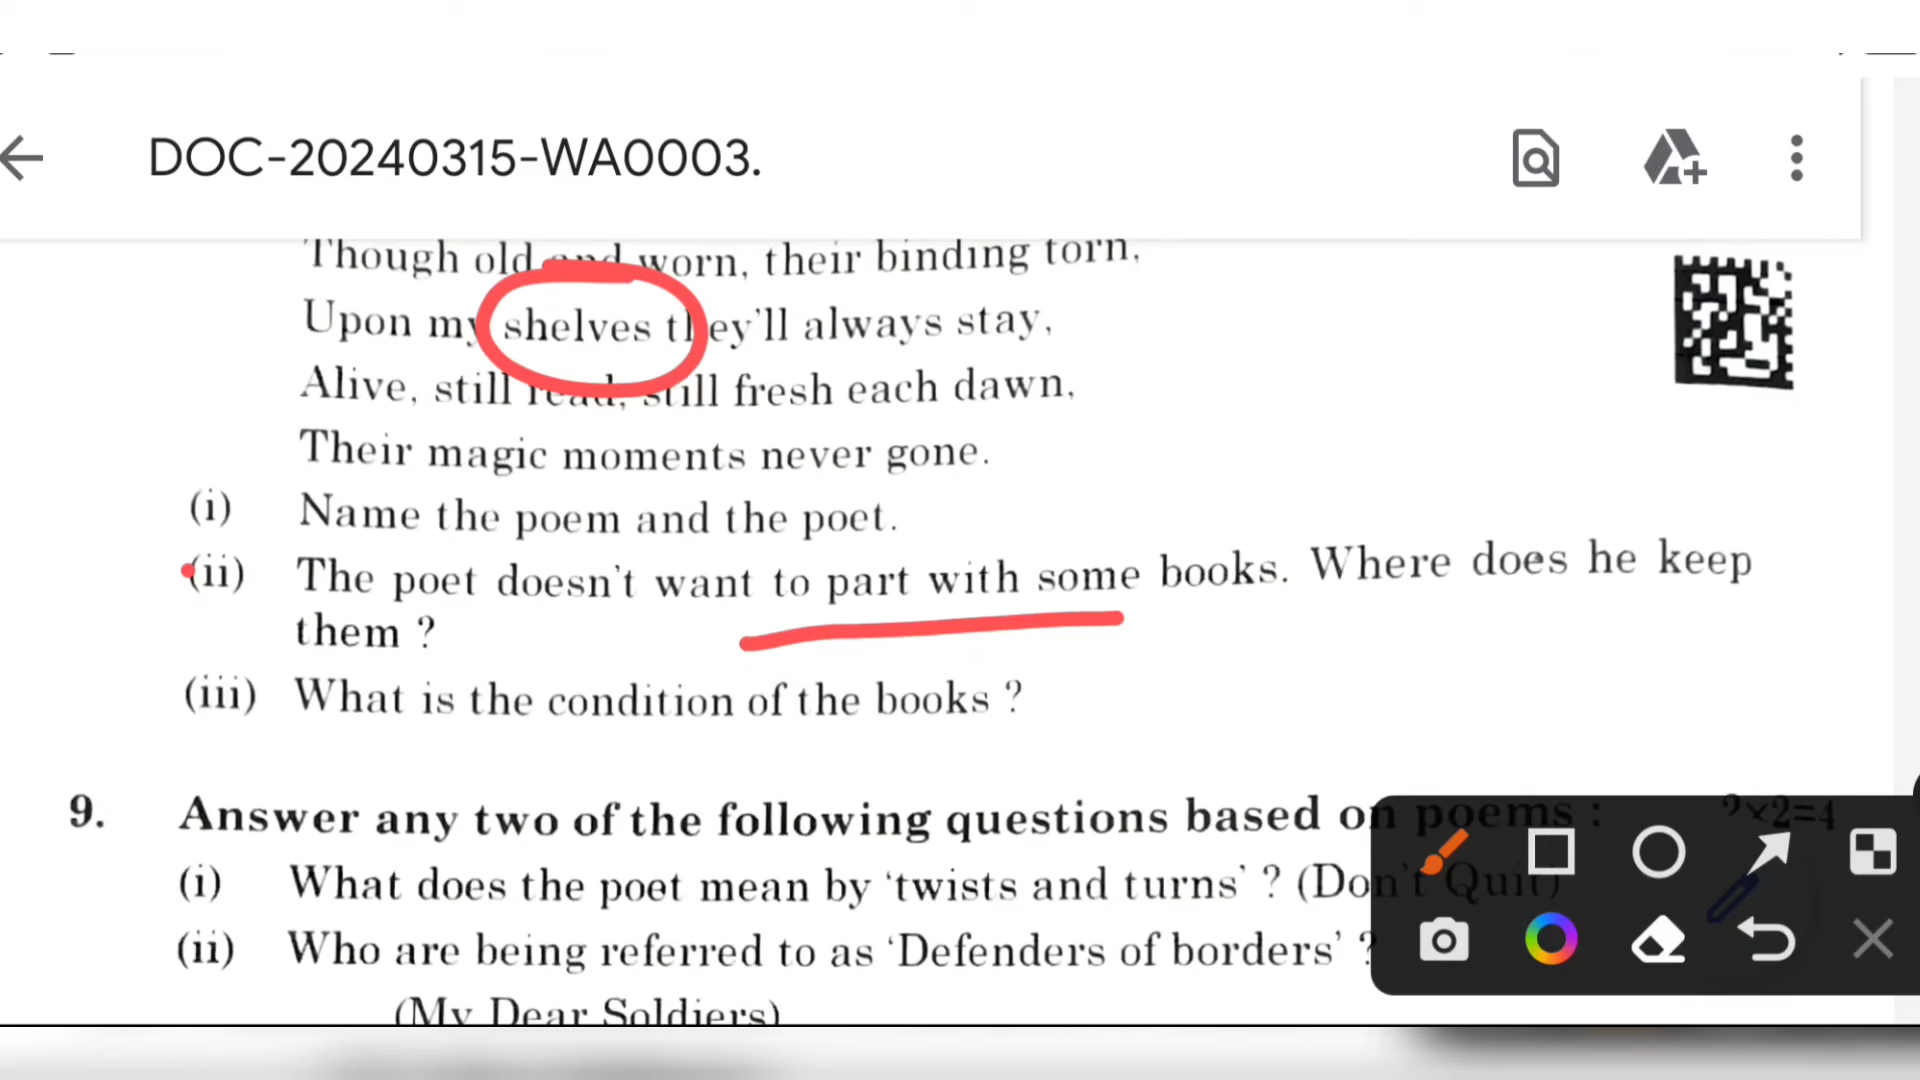 DOC-20240315-WA0003.
Though old and worn, their binding torn,
Upon my shelves they'll always stay,
Alive, still read, still fresh each dawn,
Their magic moments never gone.
(i) Name the poem and the poet.
(ii) The poet doesn't want to part with some books. Where does he keep
them ?
(iii) What is the condition of the books ?
9. Answer any two of the following questions based on poems : 2×2=4
(i) What does the poet mean by 'twists and turns' ? (Don't Quit)
(ii) Who are being referred to as 'Defenders of borders' ?
(My Dear Soldiers)